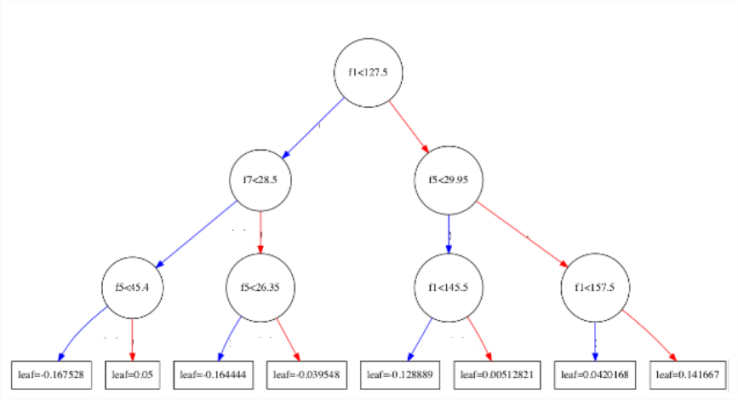 f1<127.5
f7<28.5
f5<29.95
f5<45.4
f5<26.35
f1<145.5
f1<157.5
leaf=-0.167528
leaf=0.05
leaf=-0.164444
leaf=-0.039548
leaf=-0.128889
leaf=0.00512821
leaf=0.0420168
leaf=0.141667